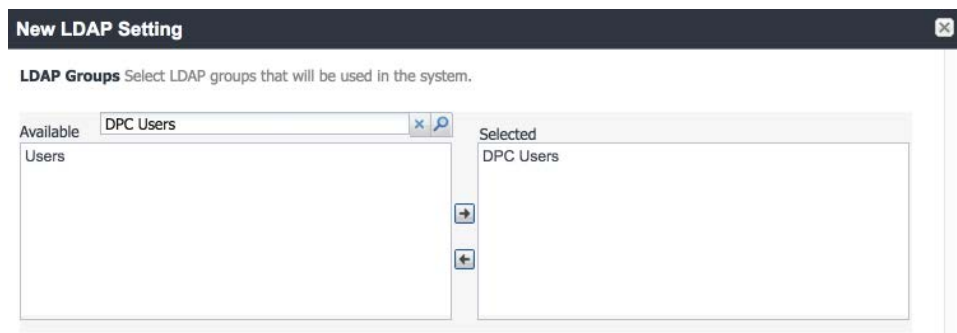 New LDAP Setting
LDAP Groups Select LDAP groups that will be used in the system.
Available DPC Users Selected
Users DPC Users